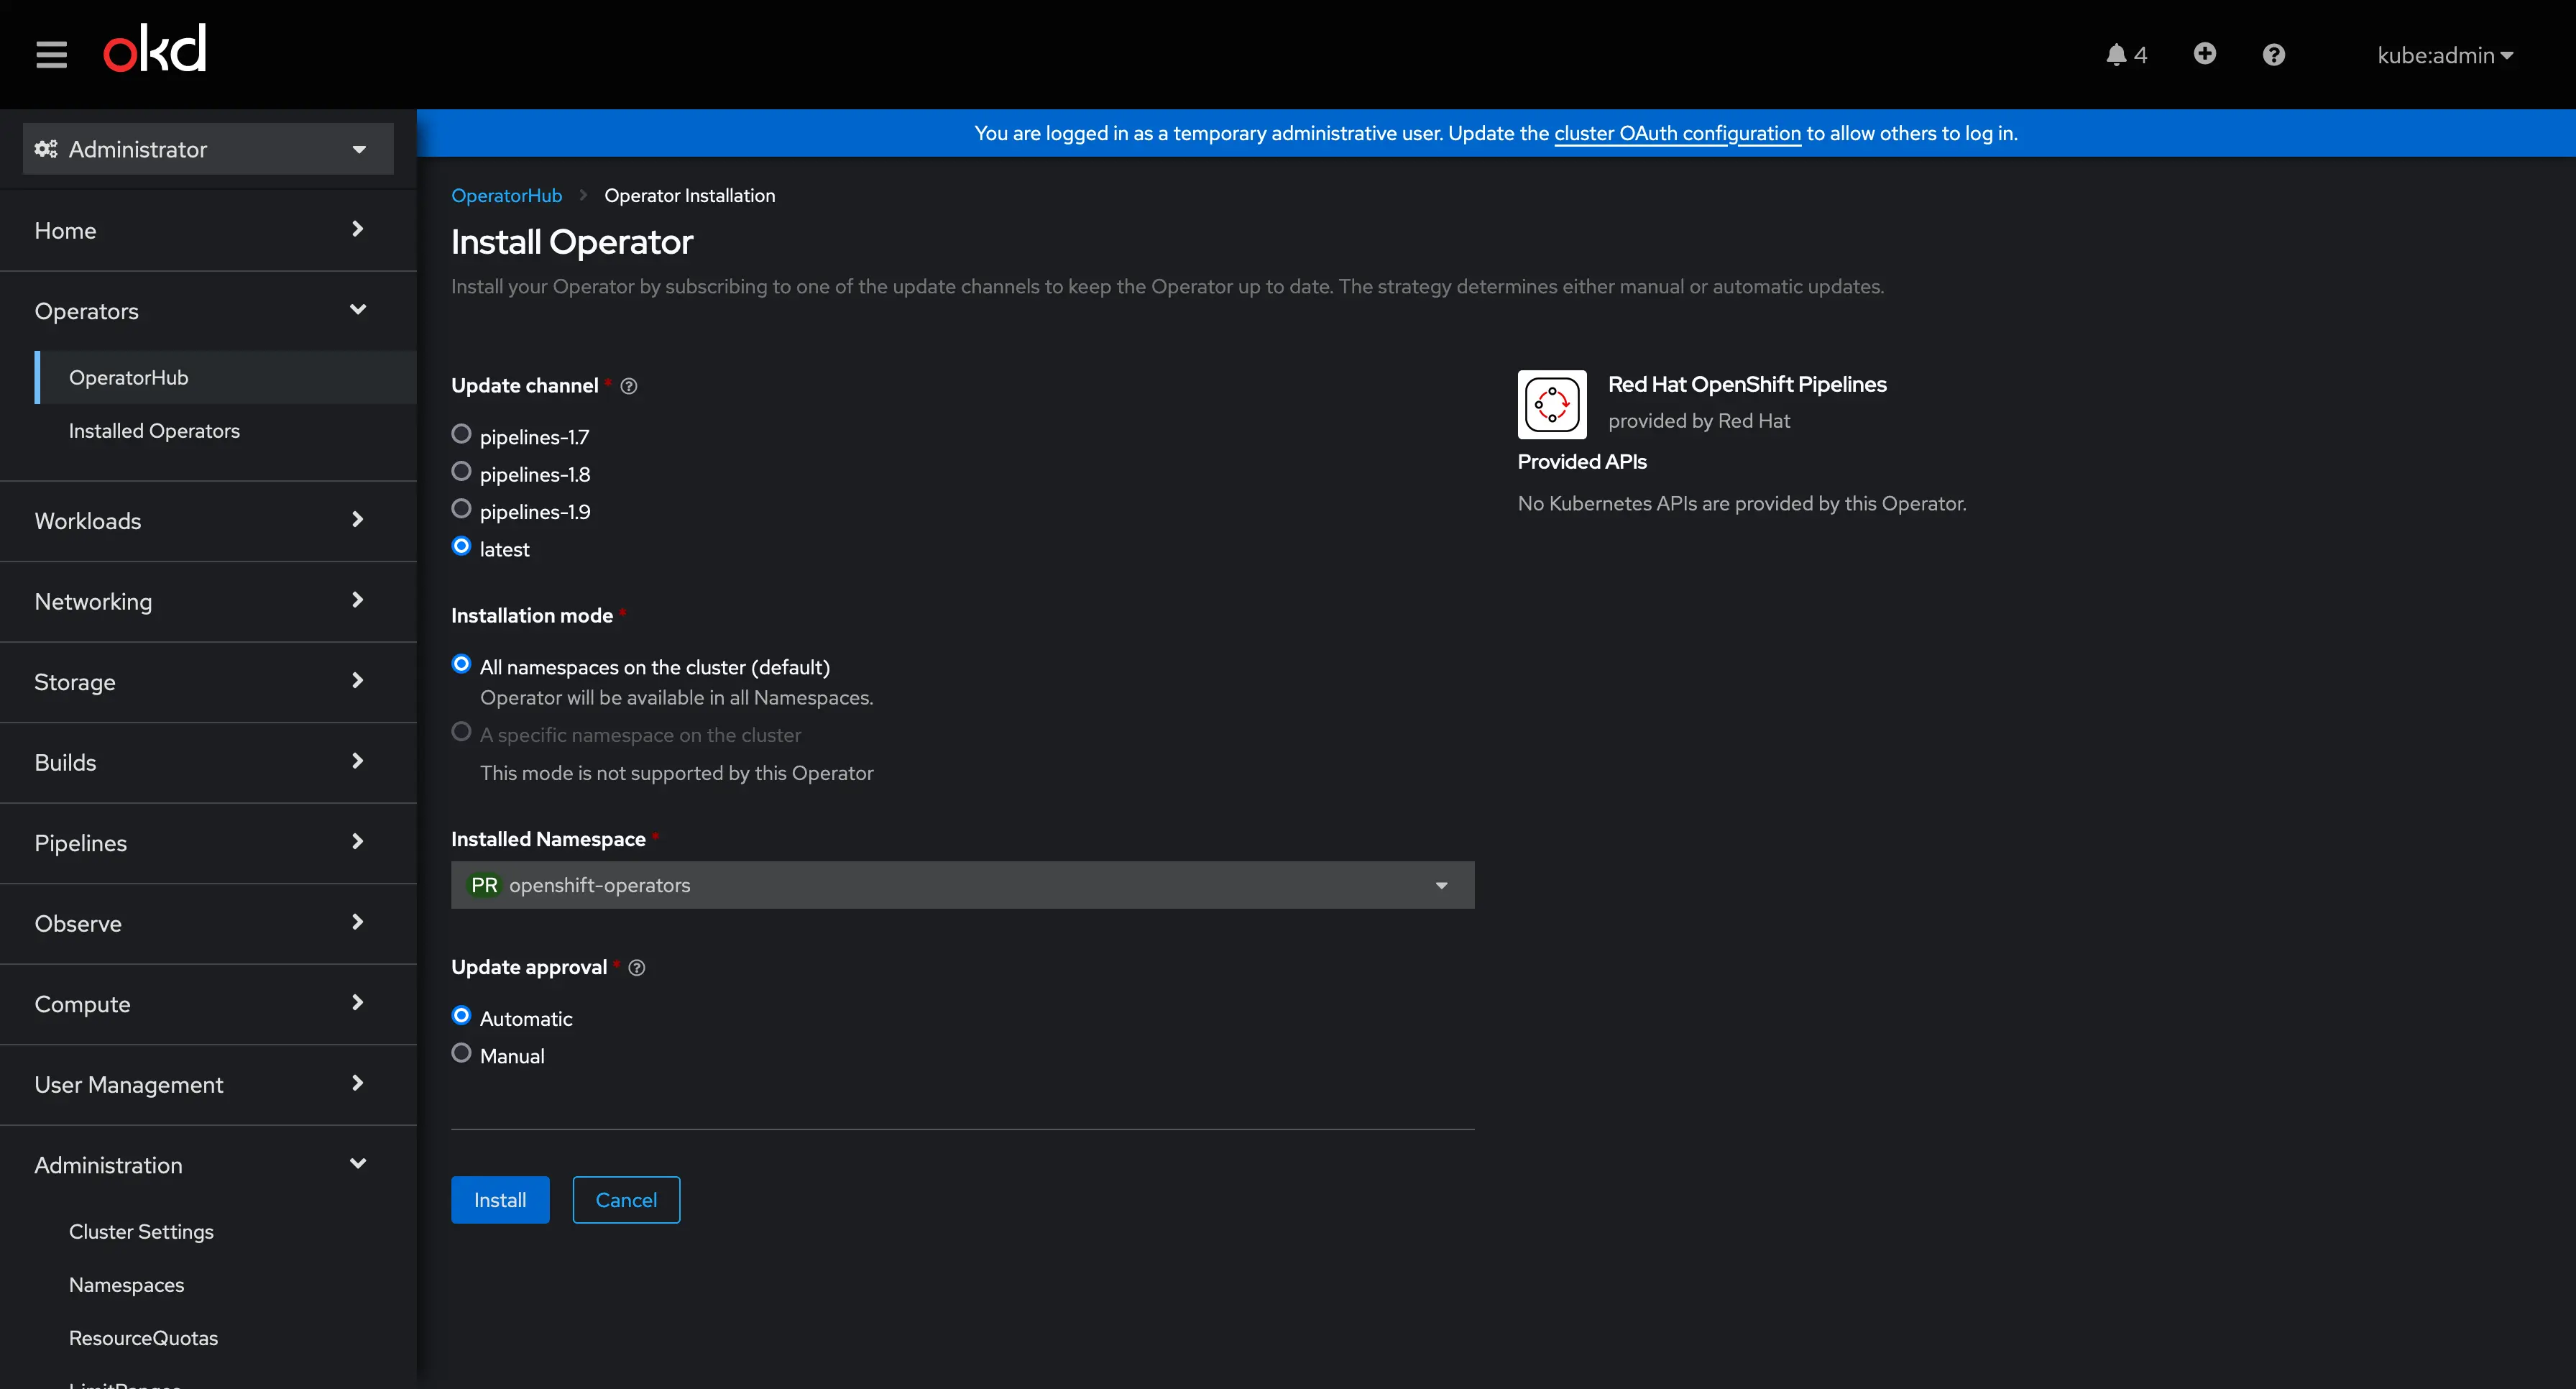 okd
4
kube:admin
Administrator
Home
Operators
OperatorHub
Installed Operators
Workloads
Networking
Storage
Builds
Pipelines
Observe
Compute
User Management
Administration
Cluster Settings
Namespaces
ResourceQuotas
LimitRanges
You are logged in as a temporary administrative user. Update the cluster OAuth configuration to allow others to log in.
OperatorHub > Operator Installation
Install Operator
Install your Operator by subscribing to one of the update channels to keep the Operator up to date. The strategy determines either manual or automatic updates.
Update channel *
pipelines-1.7
pipelines-1.8
pipelines-1.9
latest
Installation mode *
All namespaces on the cluster (default)
Operator will be available in all Namespaces.
A specific namespace on the cluster
This mode is not supported by this Operator
Installed Namespace *
PR openshift-operators
Update approval *
Automatic
Manual
Install
Cancel
Red Hat OpenShift Pipelines
provided by Red Hat
Provided APIs
No Kubernetes APIs are provided by this Operator.